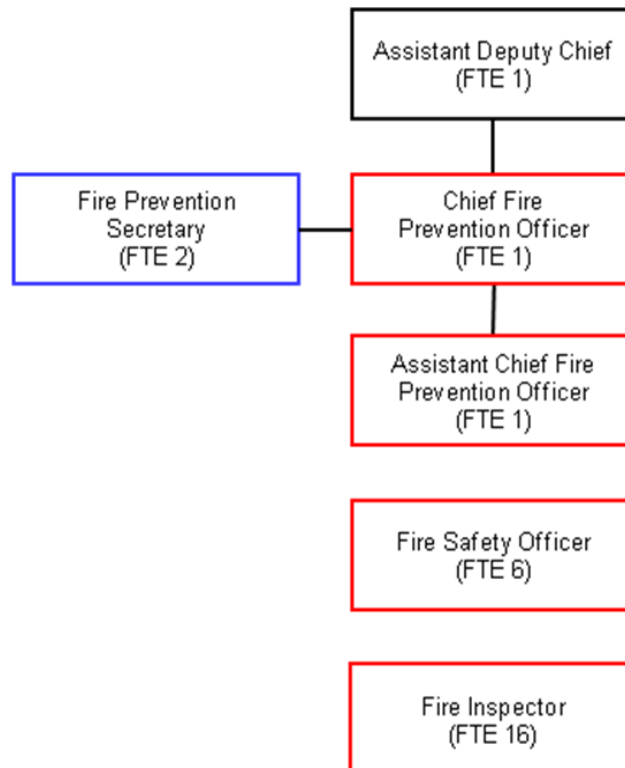 Assistant Deputy Chief
(FTE 1)
Fire Prevention
Secretary
(FTE 2)
Chief Fire
Prevention Officer
(FTE 1)
Assistant Chief Fire
Prevention Officer
(FTE 1)
Fire Safety Officer
(FTE 6)
Fire Inspector
(FTE 16)